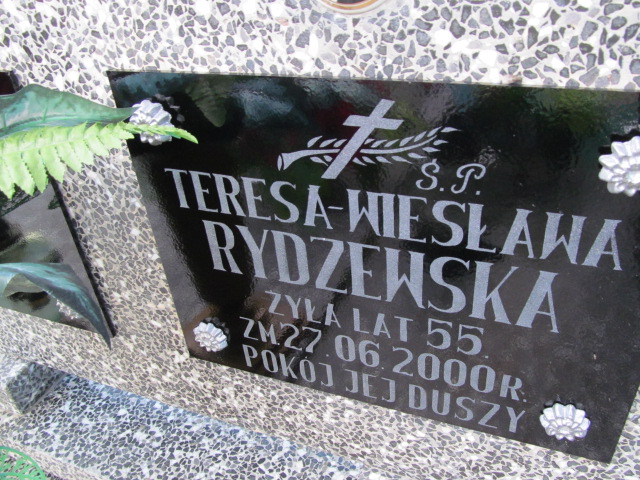 Ś.P.
TERESA-WIESŁAWA
RYDZEWSKA
ŻYŁA LAT 55.
ZM.27.06.2000R.
POKÓJ JEJ DUSZY